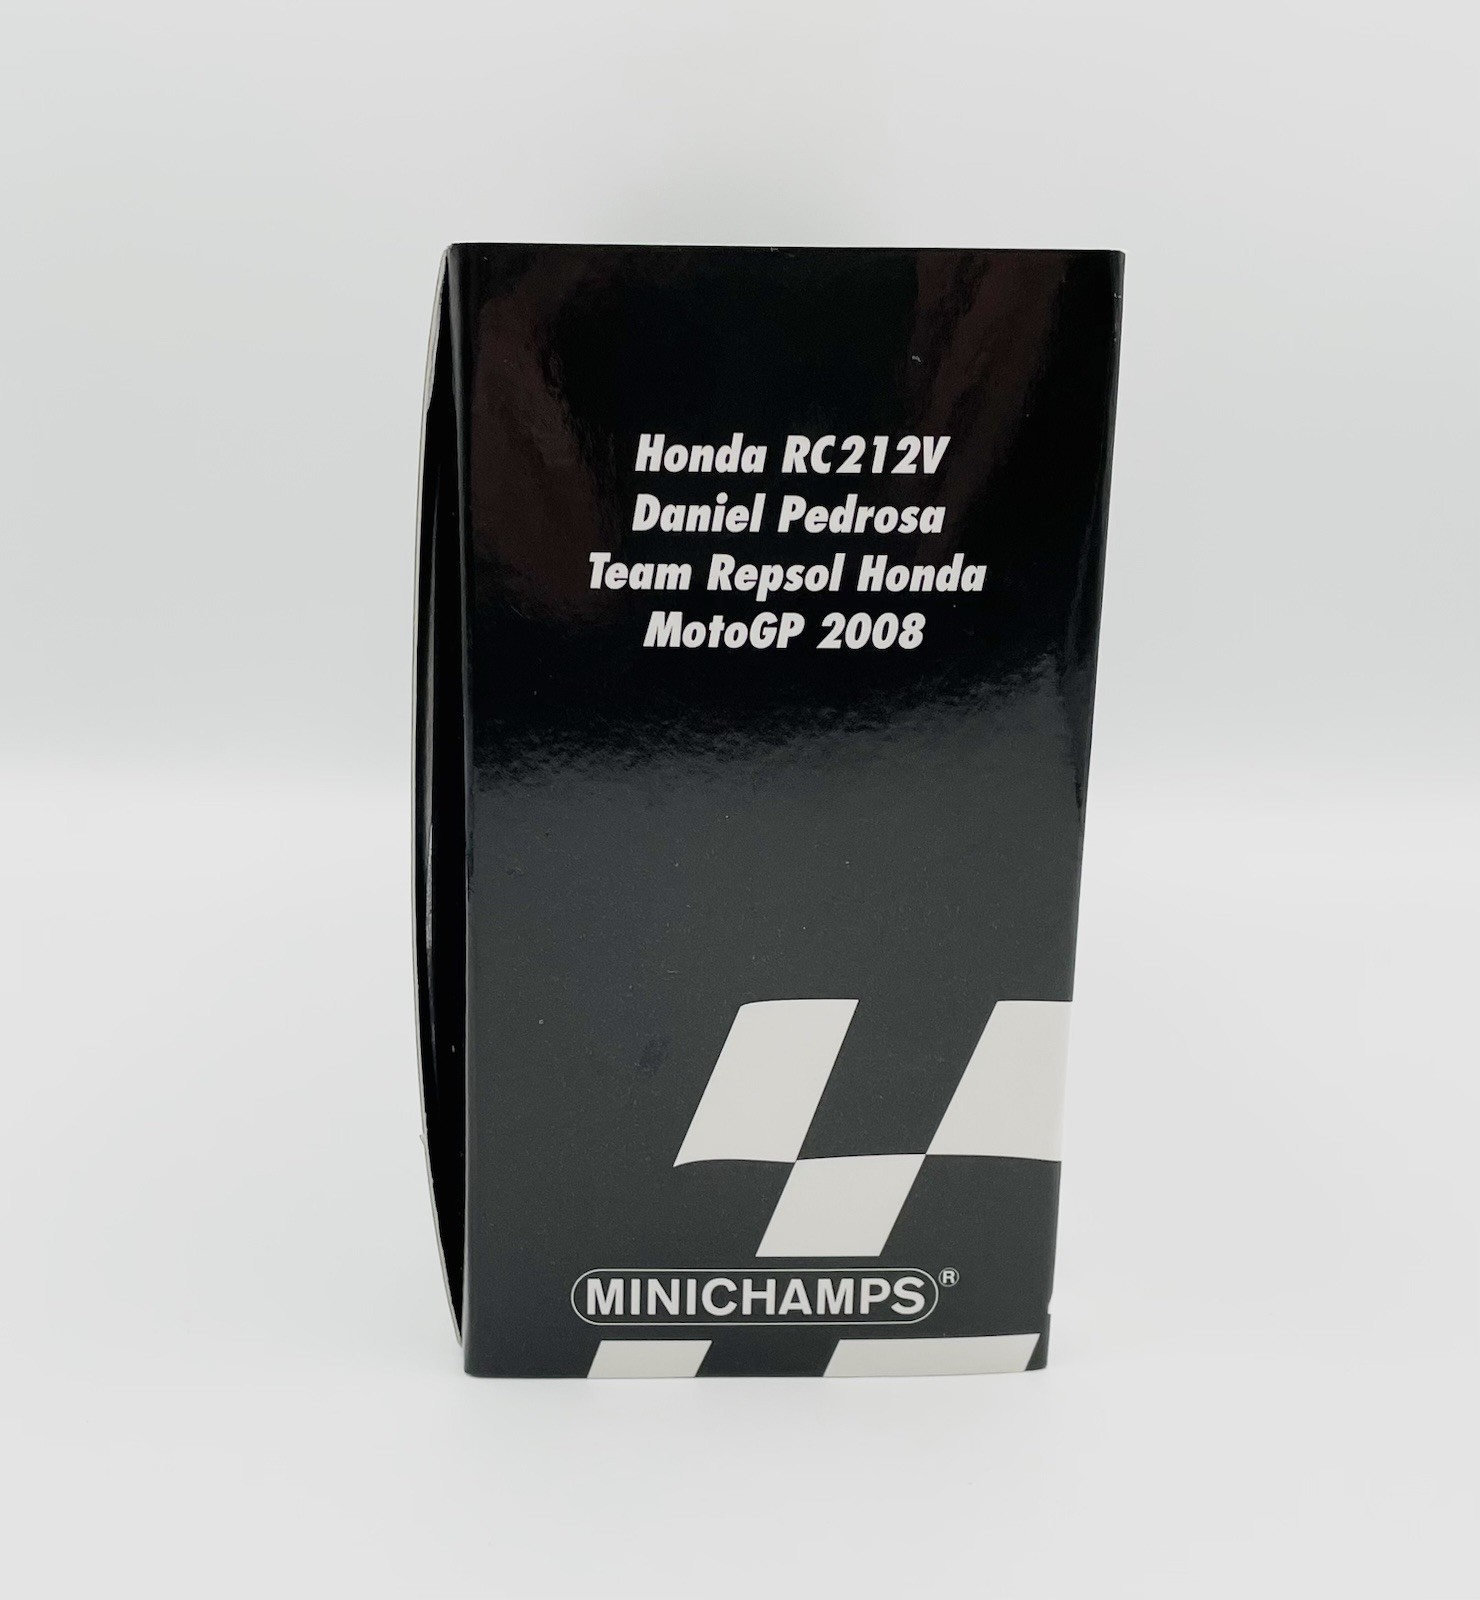 Honda RC212V
Daniel Pedrosa
Team Repsol Honda
MotoGP 2008
MINICHAMPS®